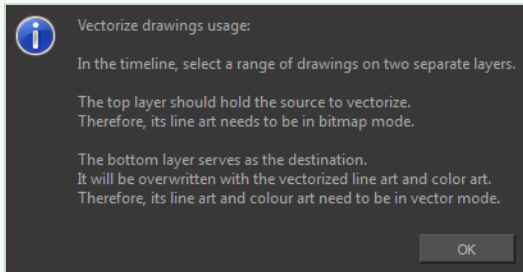 Vectorize drawings usage:
In the timeline, select a range of drawings on two separate layers.
The top layer should hold the source to vectorize.
Therefore, its line art needs to be in bitmap mode.
The bottom layer serves as the destination.
It will be overwritten with the vectorized line art and color art.
Therefore, its line art and colour art need to be in vector mode.
OK